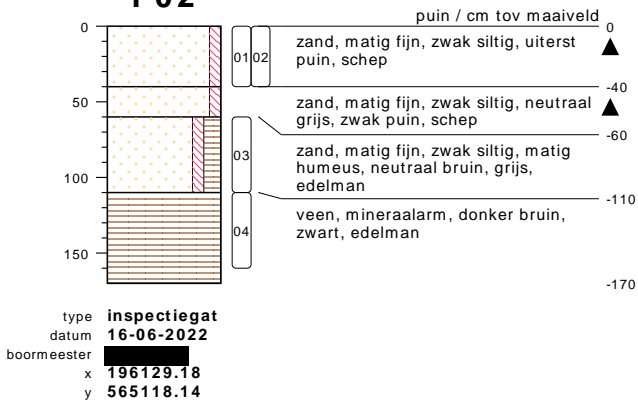 puin / cm tov maaiveld
0
0
zand, matig fijn, zwak siltig, uiterst
puin, schep
01 02
-40
50
zand, matig fijn, zwak siltig, neutraal
grijs, zwak puin, schep
-60
03
zand, matig fijn, zwak siltig, matig
humeus, neutraal bruin, grijs,
edelman
100
-110
04
veen, mineraalarm, donker bruin,
zwart, edelman
150
-170
type inspectiegat
datum 16-06-2022
boormeester
x 196129.18
y 565118.14